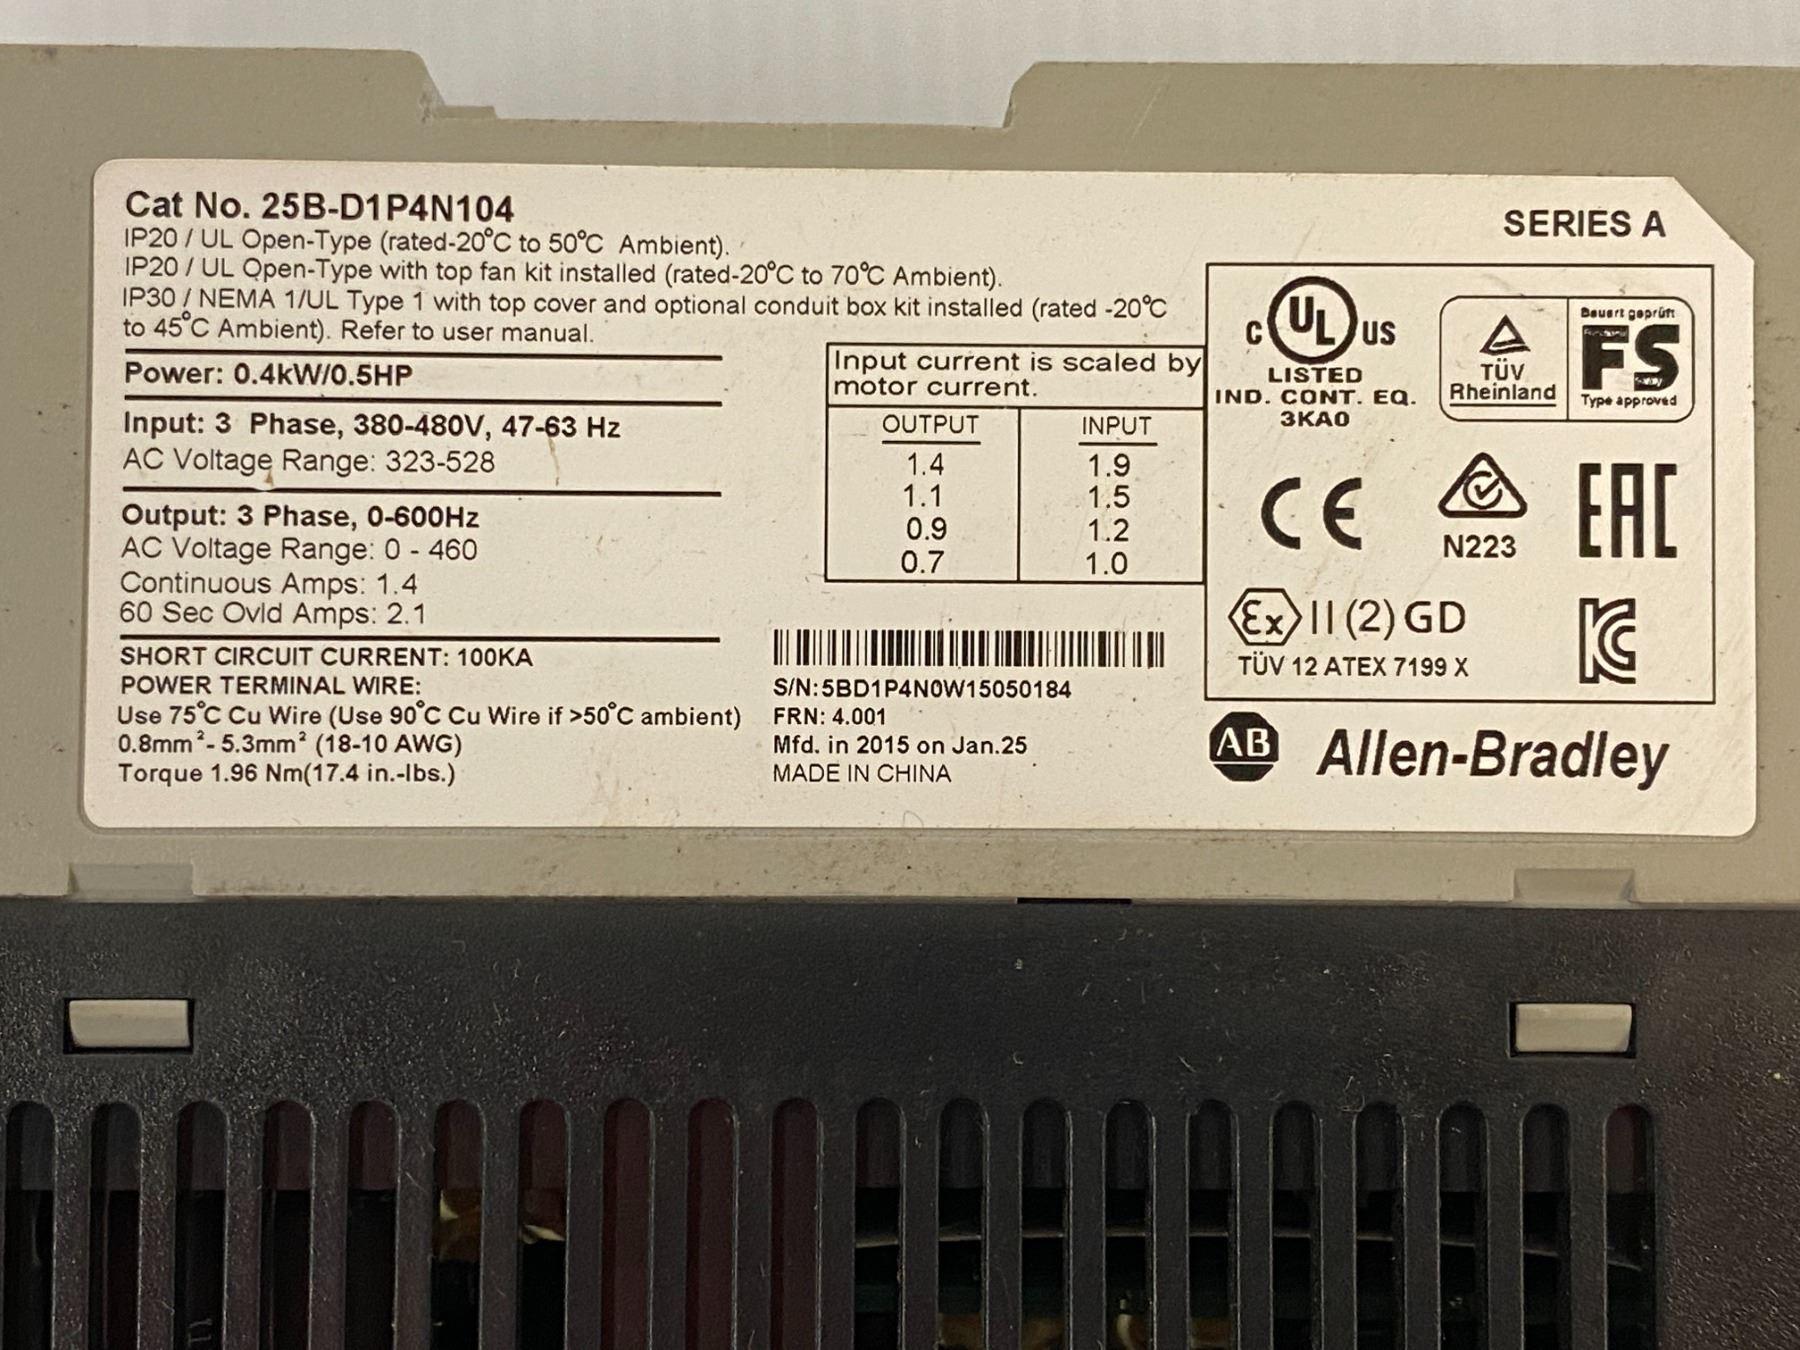 Cat No. 25B-D1P4N104
IP20 / UL Open-Type (rated-20°C to 50°C Ambient).
IP20 / UL Open-Type with top fan kit installed (rated-20°C to 70°C Ambient).
IP30 / NEMA 1/UL Type 1 with top cover and optional conduit box kit installed (rated -20°C
to 45°C Ambient). Refer to user manual.
Power: 0.4kW/0.5HP
Input: 3 Phase, 380-480V, 47-63 Hz
AC Voltage Range: 323-528
Output: 3 Phase, 0-600Hz
AC Voltage Range: 0 - 460
Continuous Amps: 1.4
60 Sec Ovld Amps: 2.1
SHORT CIRCUIT CURRENT: 100KA
POWER TERMINAL WIRE:
Use 75°C Cu Wire (Use 90°C Cu Wire if >50°C ambient)
0.8mm²- 5.3mm² (18-10 AWG)
Torque 1.96 Nm(17.4 in.-lbs.)
Input current is scaled by
motor current.
OUTPUT INPUT
1.4 1.9
1.1 1.5
0.9 1.2
0.7 1.0
S/N:5BD1P4N0W15050184
FRN: 4.001
Mfd. in 2015 on Jan.25
MADE IN CHINA
SERIES A
C UL US
LISTED
IND. CONT. EQ.
3KA0
TÜV
Rheinland
Bauart geprüft
FS
Type approved
CE
N223
EAC
Ex II (2) GD
TÜV 12 ATEX 7199 X
KC
AB Allen-Bradley